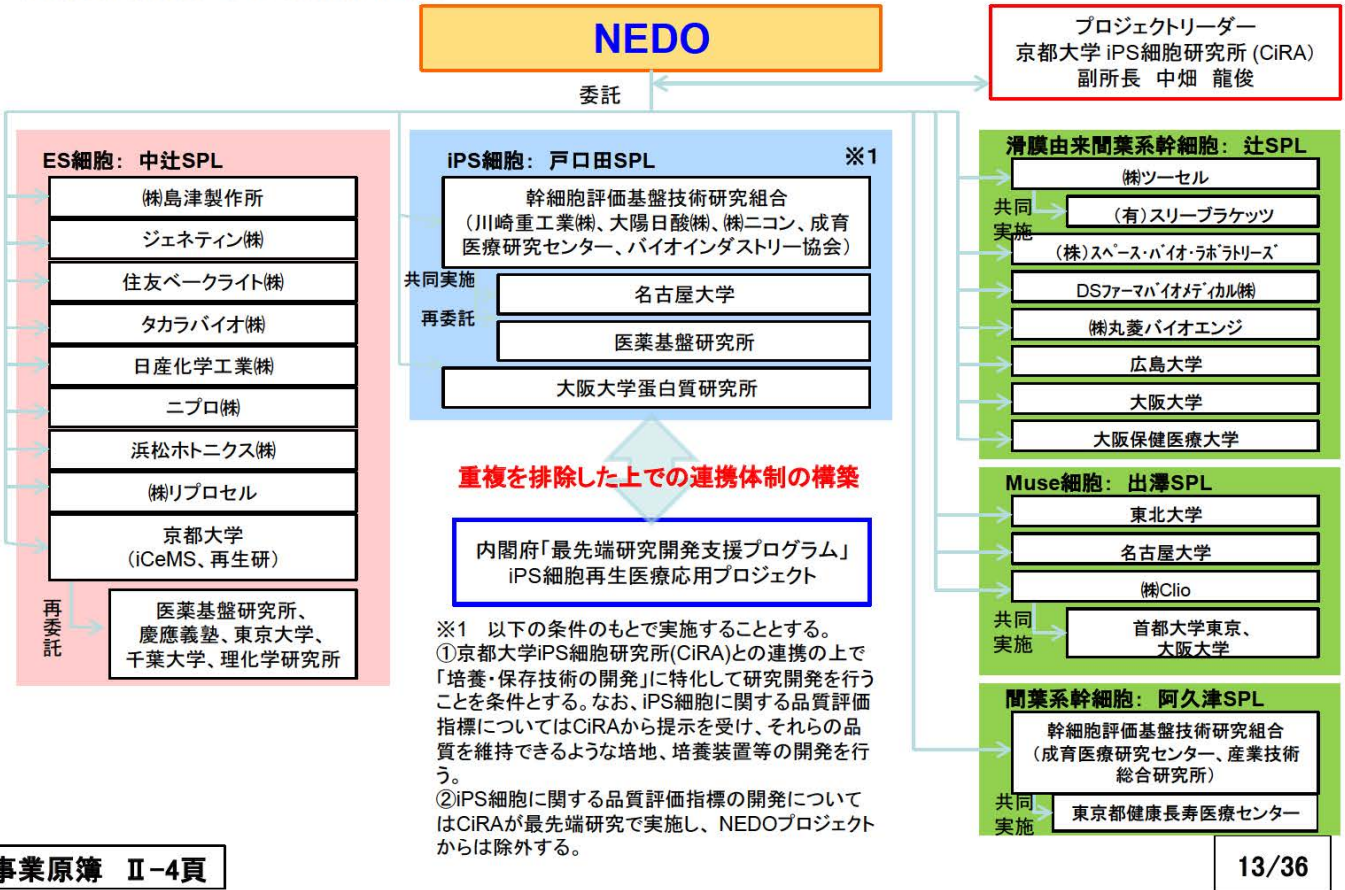 NEDO
プロジェクトリーダー
京都大学 iPS細胞研究所 (CiRA)
副所長 中畑 龍俊
委託
ES細胞： 中辻SPL
㈱島津製作所
ジェネティン㈱
住友ベークライト㈱
タカラバイオ㈱
日産化学工業㈱
ニプロ㈱
浜松ホトニクス㈱
㈱リプロセル
京都大学
（iCeMS、再生研）
再委託
医薬基盤研究所、
慶應義塾、東京大学、
千葉大学、理化学研究所
iPS細胞： 戸口田SPL
※1
幹細胞評価基盤技術研究組合
（川崎重工業㈱、大陽日酸㈱、㈱ニコン、成育
医療研究センター、バイオインダストリー協会）
共同実施
名古屋大学
再委託
医薬基盤研究所
大阪大学蛋白質研究所
重複を排除した上での連携体制の構築
内閣府「最先端研究開発支援プログラム」
iPS細胞再生医療応用プロジェクト
※1 以下の条件のもとで実施することとする。
①京都大学iPS細胞研究所(CiRA)との連携の上で
「培養・保存技術の開発」に特化して研究開発を行う
ことを条件とする。なお、iPS細胞に関する品質評価
指標についてはCiRAから提示を受け、それらの品
質を維持できるような培地、培養装置等の開発を行
う。
②iPS細胞に関する品質評価指標の開発について
はCiRAが最先端研究で実施し、NEDOプロジェクト
からは除外する。
滑膜由来間葉系幹細胞： 辻SPL
㈱ツーセル
共同
実施
（有）スリーブラケッツ
（株）ｽﾍﾟｰｽ・ﾊﾞｲｵ・ﾗﾎﾞﾗﾄﾘｰｽﾞ
DSﾌｧｰﾏﾊﾞｲｵﾒﾃﾞｨｶﾙ㈱
㈱丸菱バイオエンジ
広島大学
大阪大学
大阪保健医療大学
Muse細胞： 出澤SPL
東北大学
名古屋大学
㈱Clio
共同
実施
首都大学東京、
大阪大学
間葉系幹細胞： 阿久津SPL
幹細胞評価基盤技術研究組合
（成育医療研究センター、産業技術
総合研究所）
共同
実施
東京都健康長寿医療センター
事業原簿 Ⅱ-4頁
13/36